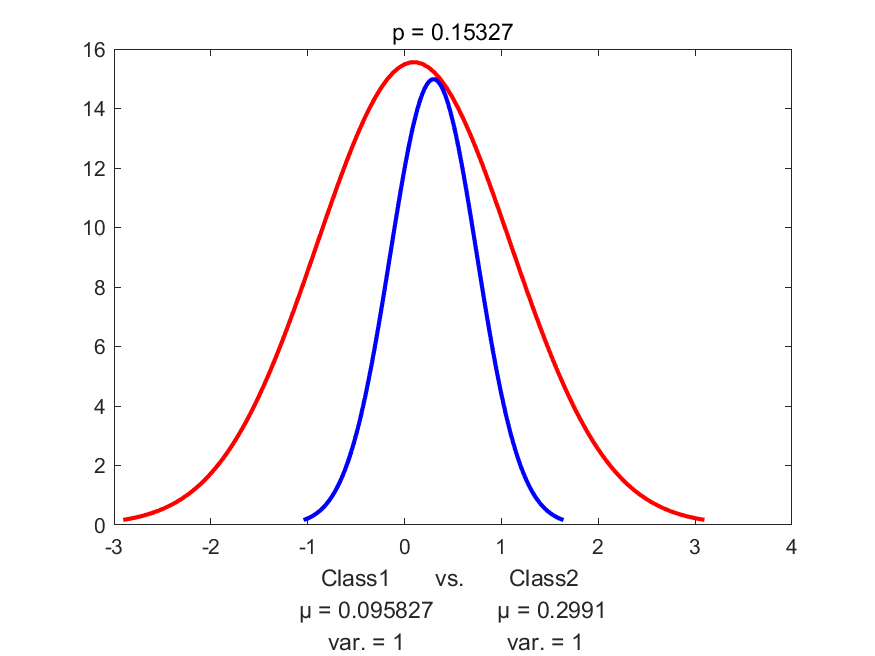 p = 0.15327
16
14
12
10
8
6
4
2
0
-3 -2 -1 0 1 2 3 4
Class1 vs. Class2
μ = 0.095827 μ = 0.2991
var. = 1 var. = 1